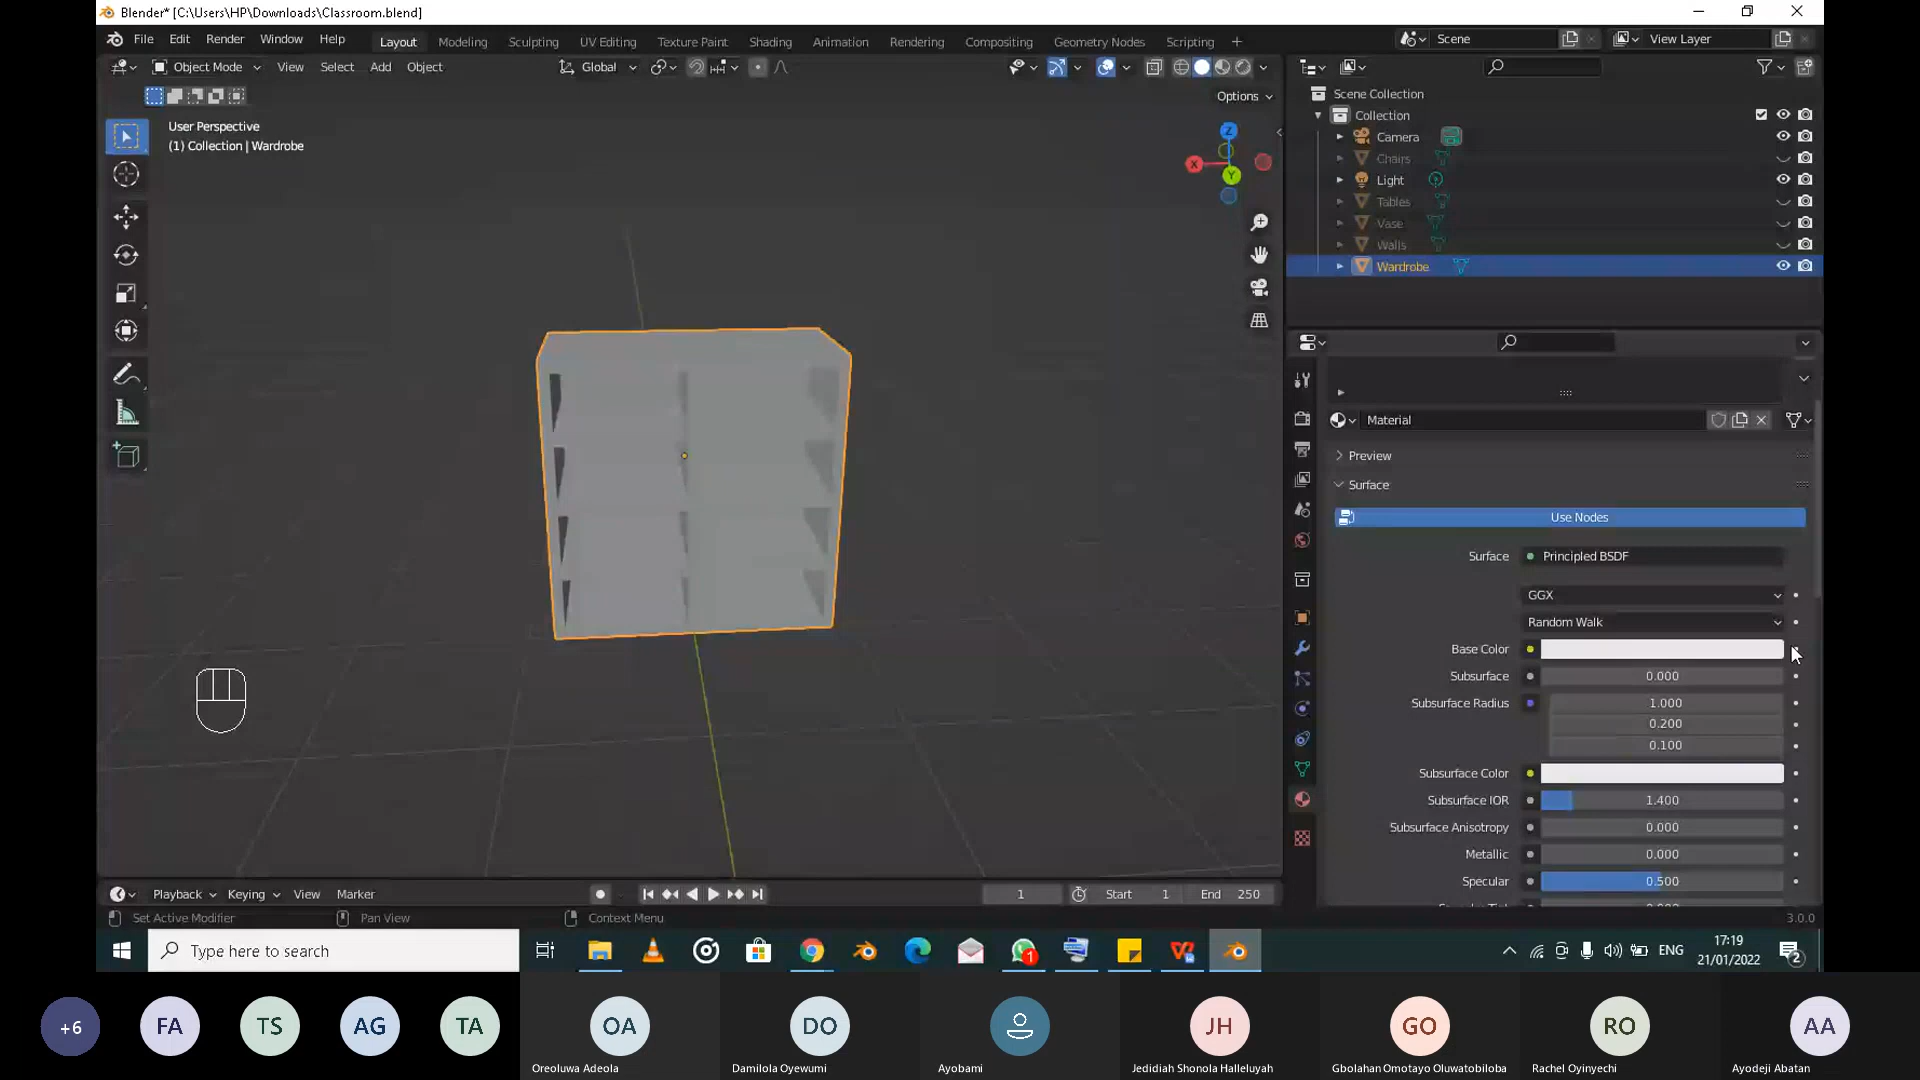 Blender* [C:\Users\HP\Downloads\Classroom.blend]
File Edit Render Window Help
Layout Modeling Sculpting UV Editing Texture Paint Shading Animation Rendering Compositing Geometry Nodes Scripting +
Scene View Layer
Object Mode View Select Add Object Global
Options
User Perspective
(1) Collection | Wardrobe
Z
X
Y
Scene Collection
Collection
Camera
Chairs
Light
Tables
Vase
Walls
Wardrobe
Material
Preview
Surface
Use Nodes
Surface Principled BSDF
GGX
Random Walk
Base Color
Subsurface 0.000
Subsurface Radius 1.000
0.200
0.100
Subsurface Color
Subsurface IOR 1.400
Subsurface Anisotropy 0.000
Metallic 0.000
Specular 0.500
Playback Keying View Marker 1 Start 1 End 250
Set Active Modifier Pan View Context Menu 3.0.0
Type here to search
1
ENG
17:19
21/01/2022
2
+6 FA TS AG TA OA DO JH GO RO AA
Oreoluwa Adeola Damilola Oyewumi Ayobami Jedidiah Shonola Halleluyah Gbolahan Omotayo Oluwatobiloba Rachel Oyinyechi Ayodeji Abatan